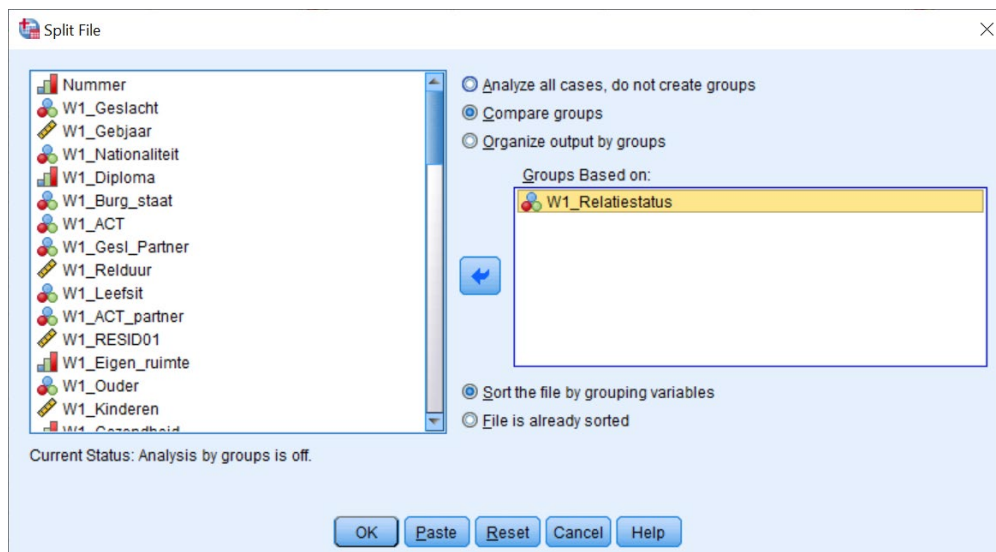 Split File
Nummer
W1_Geslacht
W1_Gebjaar
W1_Nationaliteit
W1_Diploma
W1_Burg_staat
W1_ACT
W1_Gesl_Partner
W1_Relduur
W1_Leefsit
W1_ACT_partner
W1_RESID01
W1_Eigen_ruimte
W1_Ouder
W1_Kinderen
W1_Gezondheid
Current Status: Analysis by groups is off.
Analyze all cases, do not create groups
Compare groups
Organize output by groups
Groups Based on:
W1_Relatiestatus
Sort the file by grouping variables
File is already sorted
OK Paste Reset Cancel Help